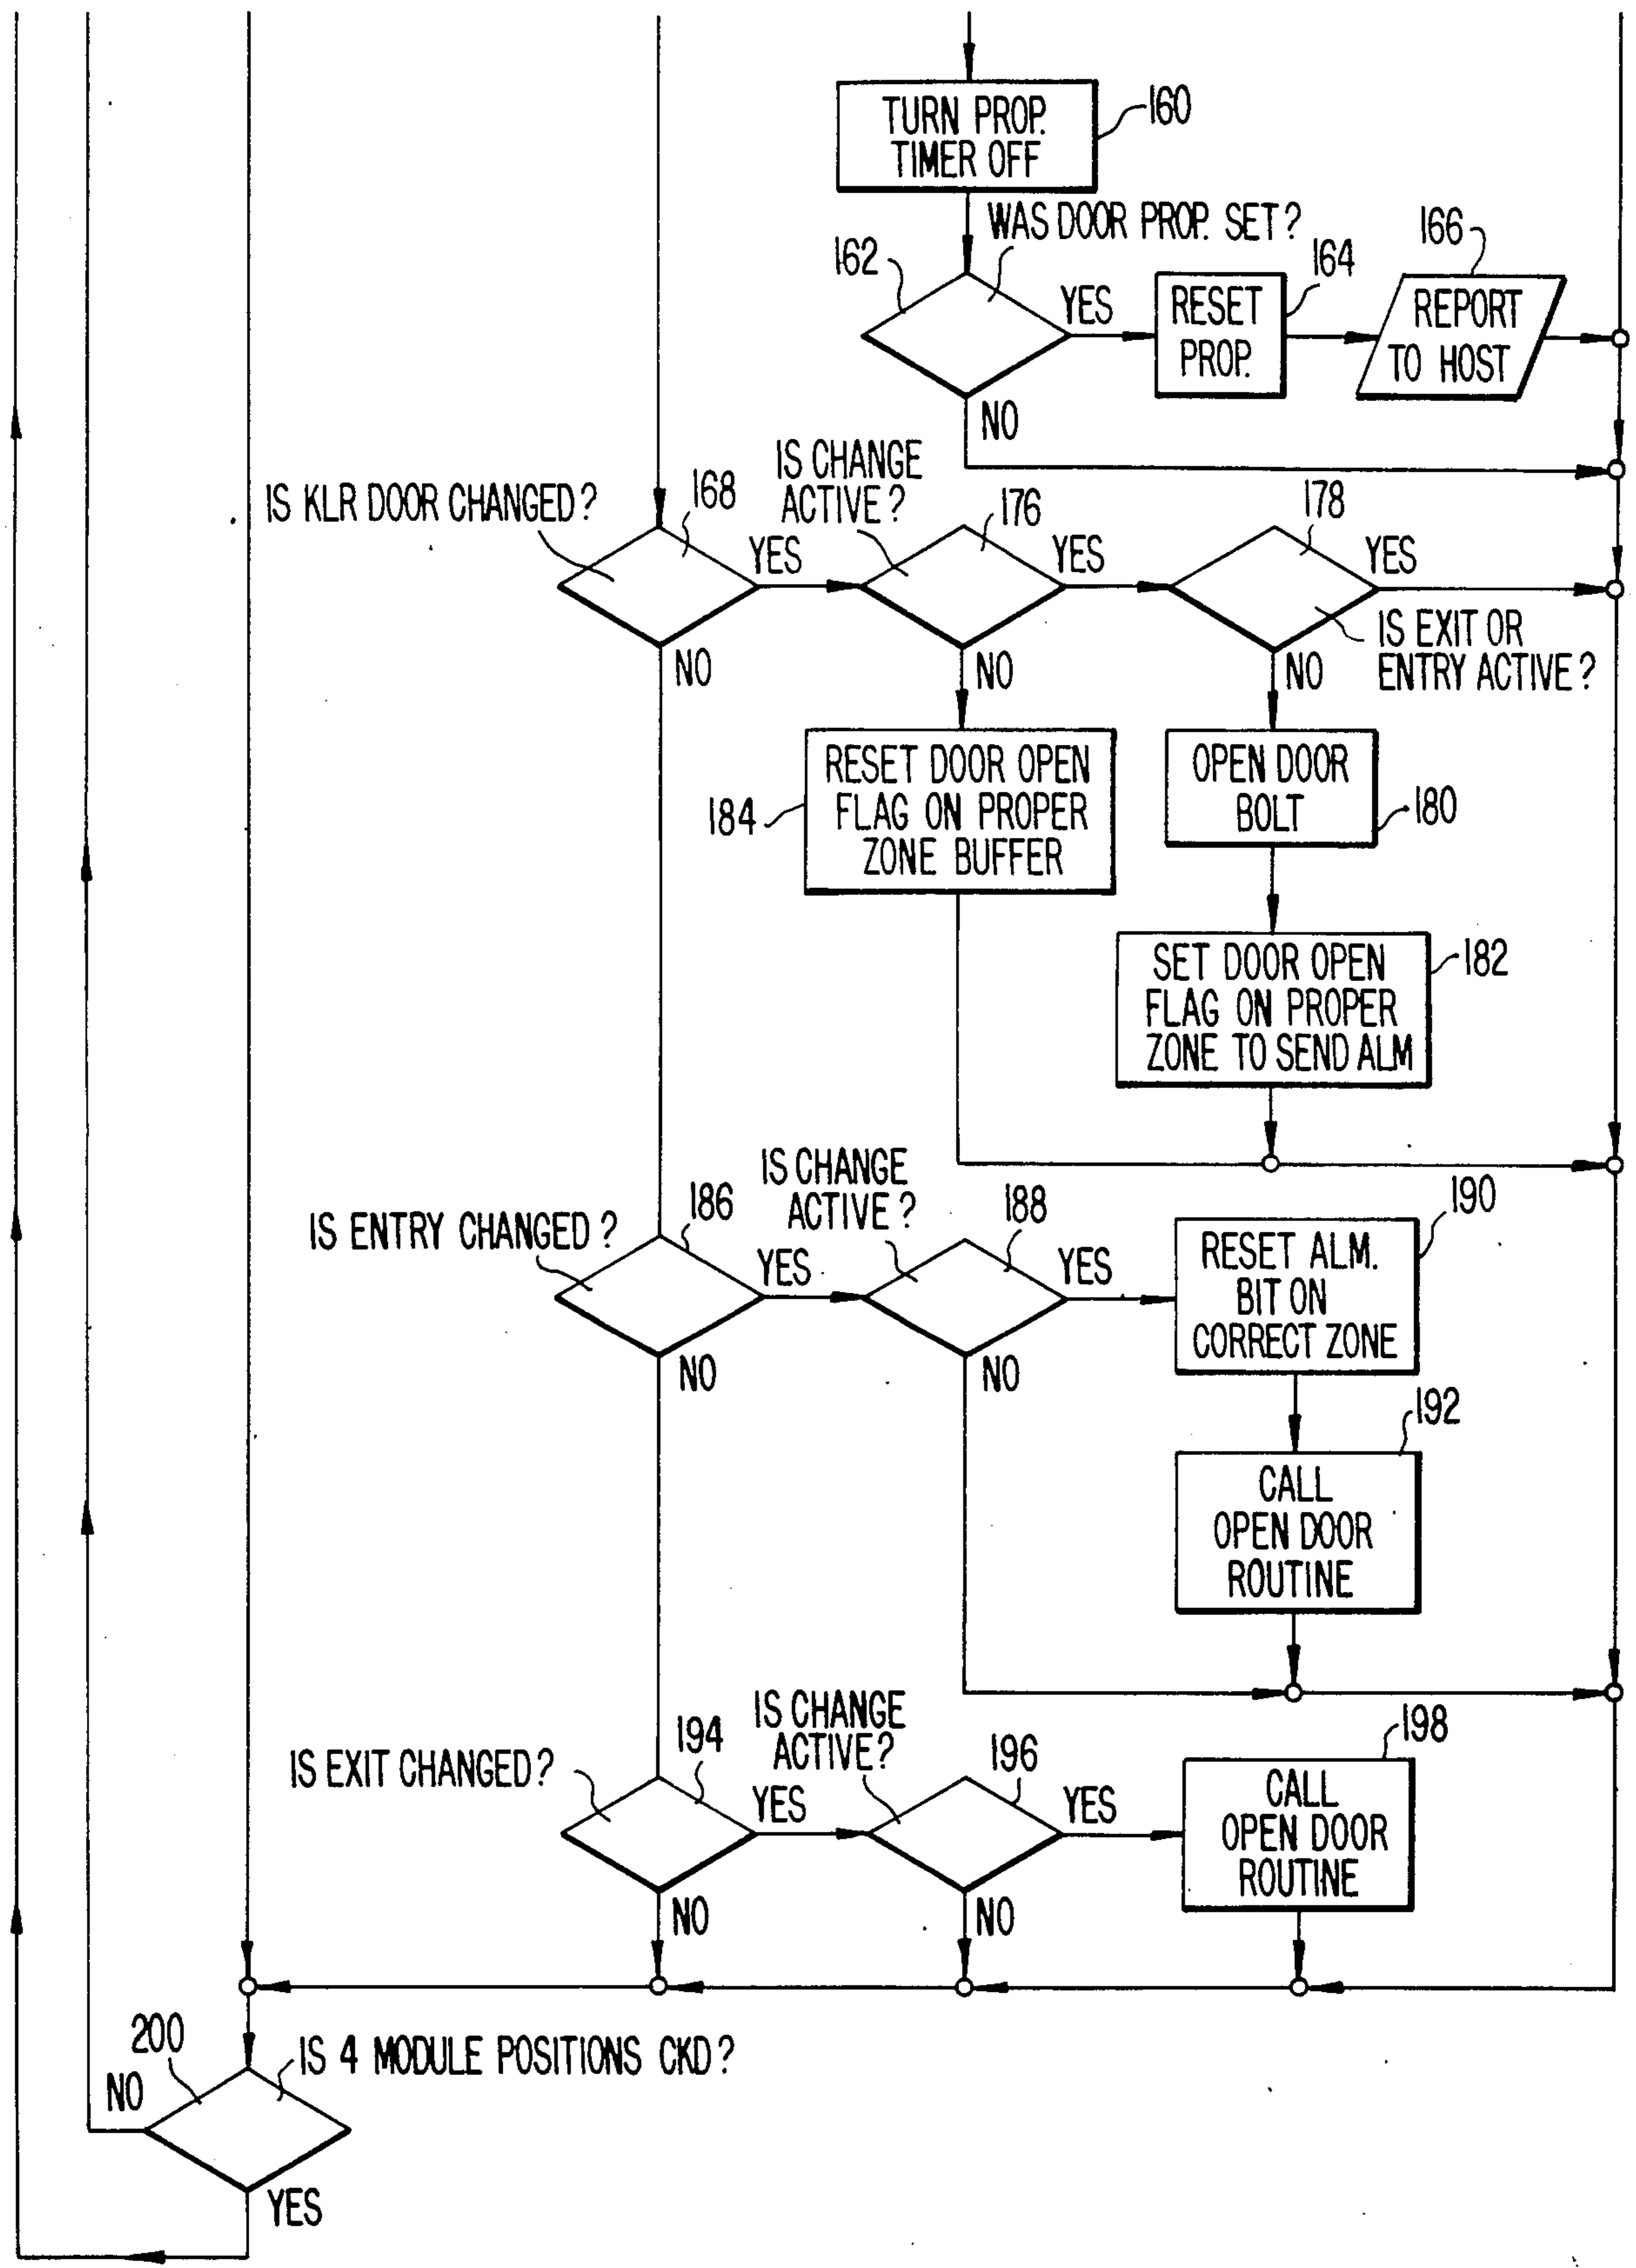 TURN PROP.
TIMER OFF
160
WAS DOOR PROP. SET?
162
YES
NO
RESET
PROP.
164
166
REPORT
TO HOST
IS KLR DOOR CHANGED?
168
YES
NO
IS CHANGE
ACTIVE?
176
YES
NO
178
YES
IS EXIT OR
ENTRY ACTIVE?
NO
184
RESET DOOR OPEN
FLAG ON PROPER
ZONE BUFFER
OPEN DOOR
BOLT
180
SET DOOR OPEN
FLAG ON PROPER
ZONE TO SEND ALM
182
IS ENTRY CHANGED?
186
YES
NO
IS CHANGE
ACTIVE?
188
YES
NO
190
RESET ALM.
BIT ON
CORRECT ZONE
192
CALL
OPEN DOOR
ROUTINE
IS EXIT CHANGED?
194
YES
NO
IS CHANGE
ACTIVE?
196
YES
NO
198
CALL
OPEN DOOR
ROUTINE
200
IS 4 MODULE POSITIONS CKD?
NO
YES